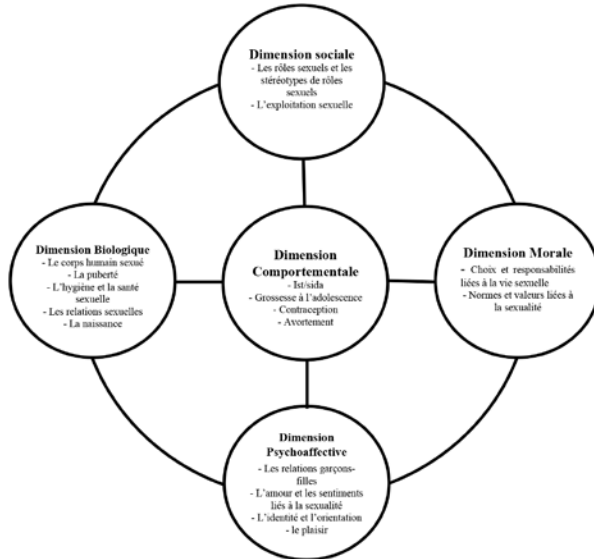 Dimension sociale
- Les rôles sexuels et les
stéréotypes de rôles
sexuels
- L'exploitation sexuelle
Dimension Biologique
- Le corps humain sexué
- La puberté
- L'hygiène et la santé
sexuelle
- Les relations sexuelles
- La naissance
Dimension
Comportementale
- Ist/sida
- Grossesse à l'adolescence
- Contraception
- Avortement
Dimension Morale
- Choix et responsabilités
liées à la vie sexuelle
- Normes et valeurs liées à
la sexualité
Dimension
Psychoaffective
- Les relations garçons-
filles
- L'amour et les sentiments
liés à la sexualité
- L'identité et l'orientation
- le plaisir